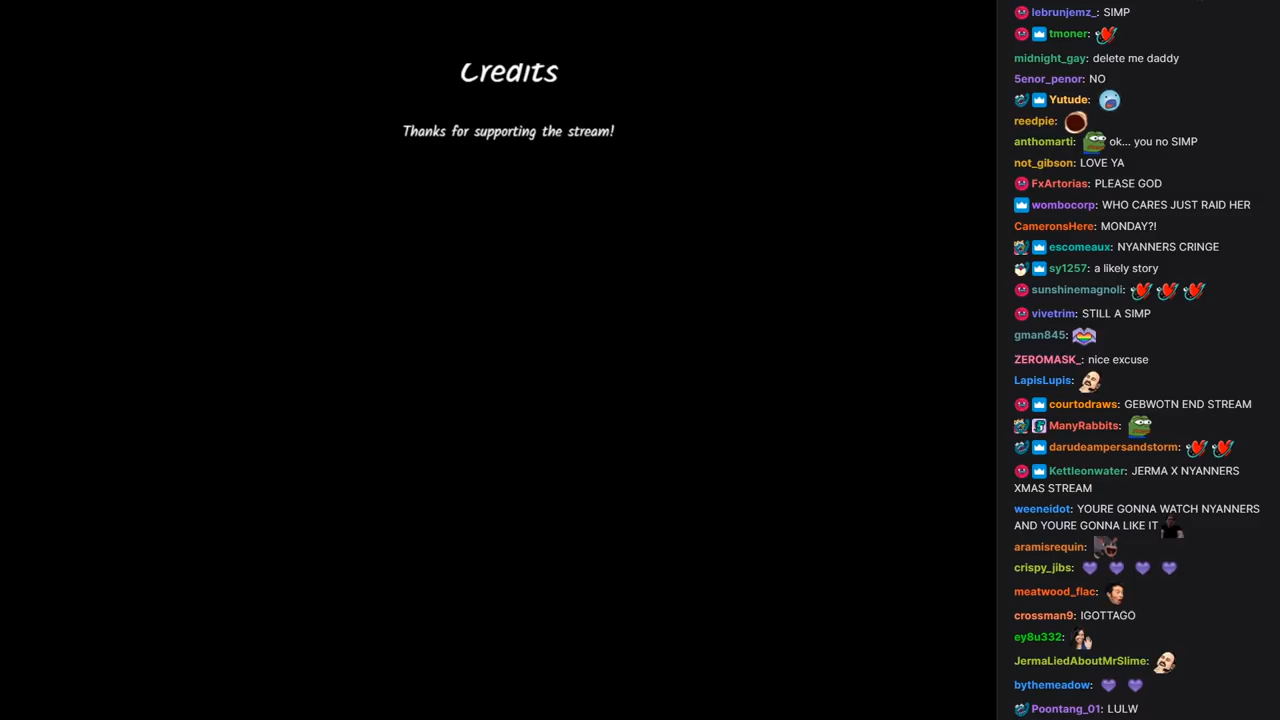 Credits
Thanks for supporting the stream!
lebrunjemz_: SIMP
tmoner:
midnight_gay: delete me daddy
5enor_penor: NO
Yutude:
reedpie:
anthomarti: ok... you no SIMP
not_gibson: LOVE YA
FxArtorias: PLEASE GOD
wombocorp: WHO CARES JUST RAID HER
CameronsHere: MONDAY?!
escomeaux: NYANNERS CRINGE
sy1257: a likely story
sunshinemagnoli:
vivetrim: STILL A SIMP
gman845:
ZEROMASK_: nice excuse
LapisLupis:
courtodraws: GEBWOTN END STREAM
ManyRabbits:
darudeampersandstorm:
Kettleonwater: JERMA X NYANNERS
XMAS STREAM
weeneidot: YOURE GONNA WATCH NYANNERS
AND YOURE GONNA LIKE IT
aramisrequin:
crispy_jibs:
meatwood_flac:
crossman9: IGOTTAGO
ey8u332:
JermaLiedAboutMrSlime:
bythemeadow:
Poontang_01: LULW